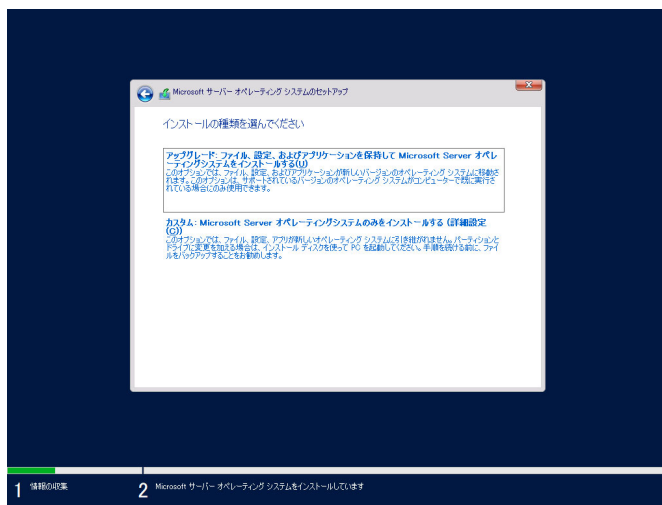 Microsoft サーバー オペレーティング システムのセットアップ
インストールの種類を選んでください
アップグレード: ファイル、設定、およびアプリケーションを保持して Microsoft Server オペレ
ーティングシステムをインストールする(U)
このオプションでは、ファイル、設定、およびアプリケーションが新しいバージョンのオペレーティング システムに移動さ
れます。このオプションは、サポートされているバージョンのオペレーティング システムがコンピューターで既に実行さ
れている場合にのみ使用できます。
カスタム: Microsoft Server オペレーティングシステムのみをインストールする (詳細設定
(C))
このオプションでは、ファイル、設定、アプリが新しいオペレーティング システムに引き継がれません。パーティションと
ドライブに変更を加える場合は、インストール ディスクを使って PC を起動してください。手順を続ける前に、ファイ
ルをバックアップすることをお勧めします。
1 情報の収集
2 Microsoft サーバー オペレーティング システムをインストールしています